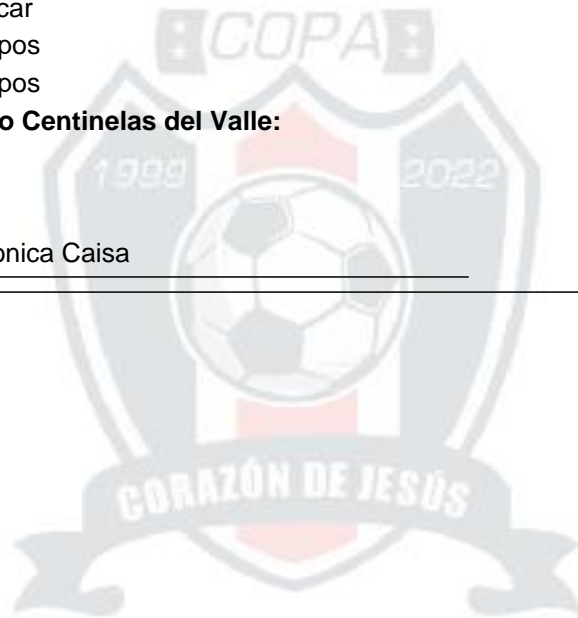 car
pos
pos
o Centinelas del Valle:
onica Caisa
COPA
1999 2022
CORAZÓN DE JESÚS